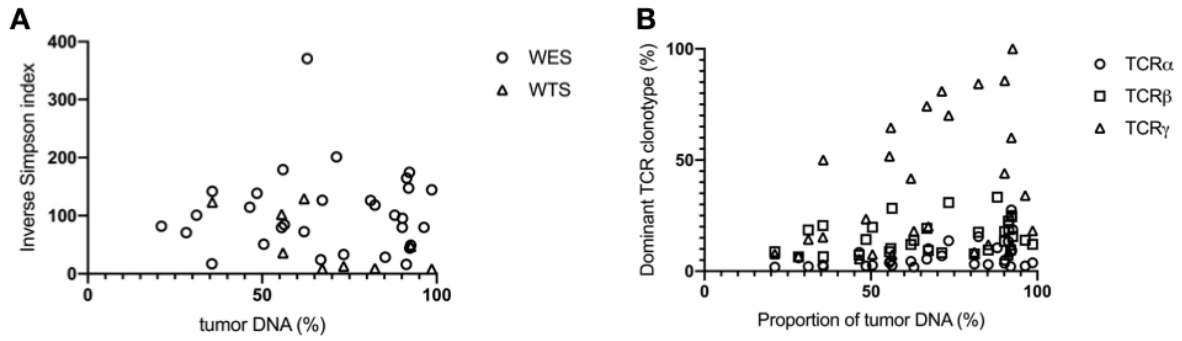 A
Inverse Simpson index
400
300
200
100
0
0
50
100
tumor DNA (%)
WES
WTS
B
Dominant TCR clonotype (%)
100
50
0
0
50
100
Proportion of tumor DNA (%)
TCRα
TCRβ
TCRγ